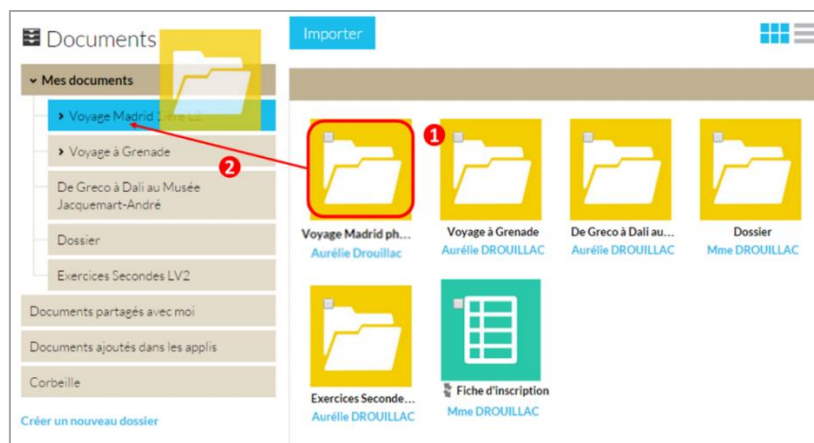 Documents
Importer
Mes documents
Voyage Madrid 1ère L2
Voyage à Grenade
De Greco à Dali au Musée
Jacquemart-André
Dossier
Exercices Secondes LV2
Documents partagés avec moi
Documents ajoutés dans les applis
Corbeille
Créer un nouveau dossier
1
2
Voyage Madrid ph...
Aurélie Drouillac
Voyage à Grenade
Aurélie DROUILLAC
De Greco à Dali au...
Aurélie DROUILLAC
Dossier
Mme DROUILLAC
Exercices Seconde...
Aurélie DROUILLAC
Fiche d'inscription
Mme DROUILLAC